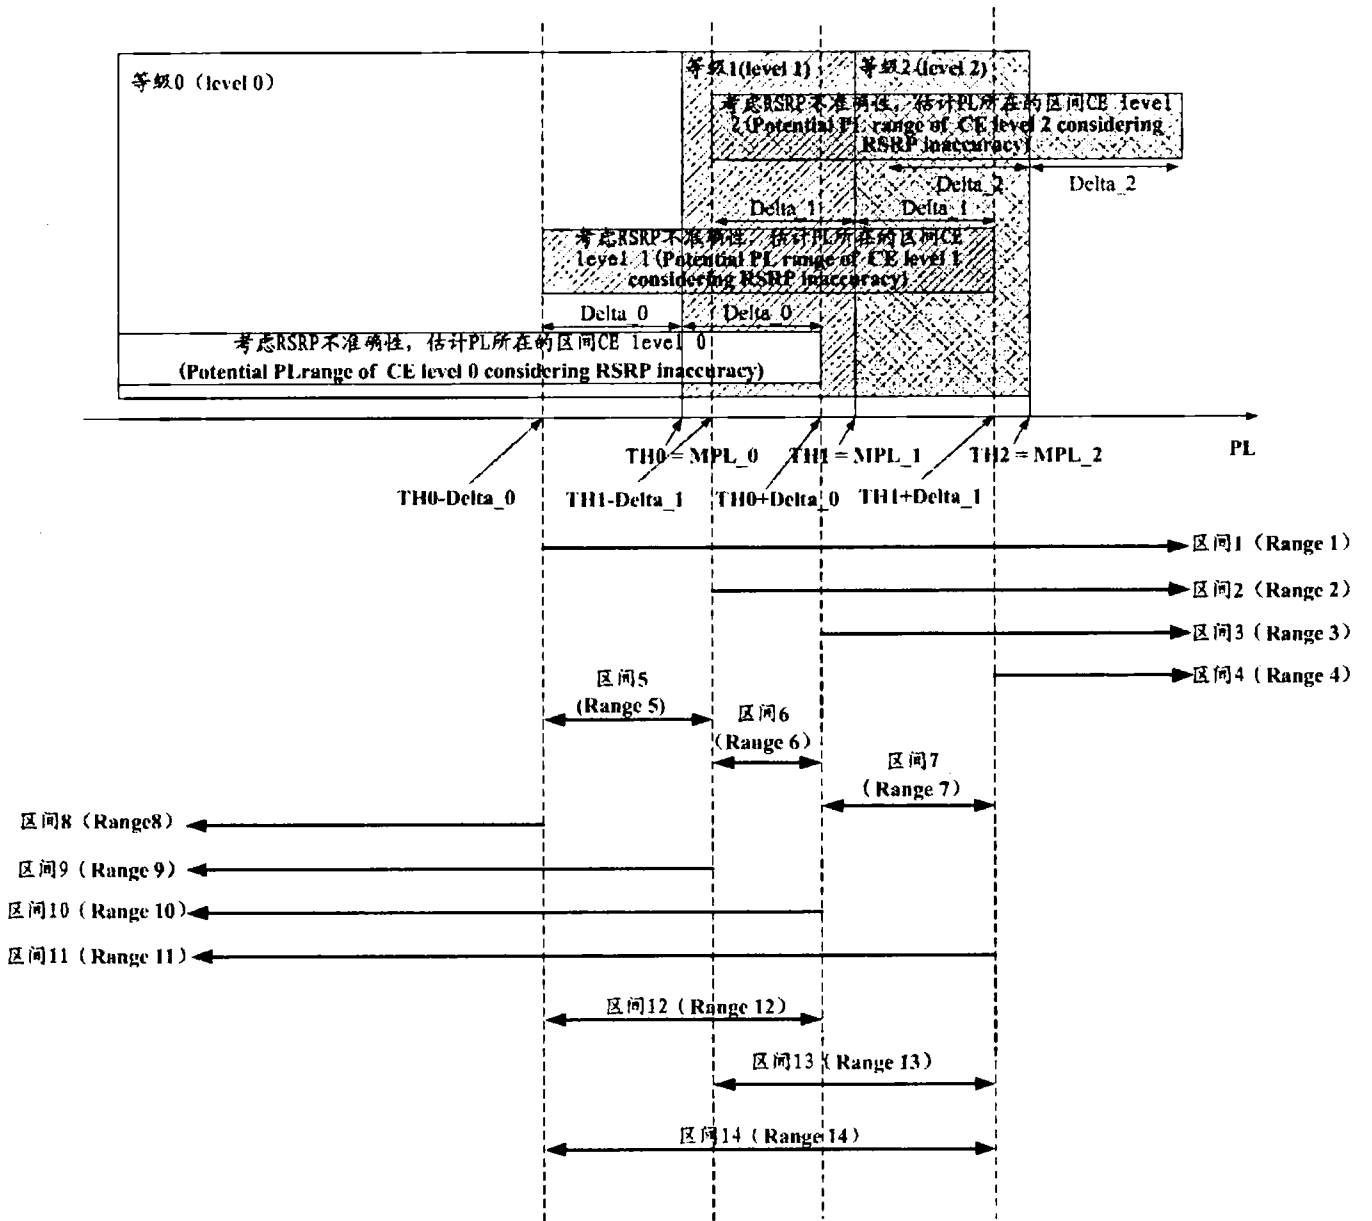 等级0（level 0）
等级1(level 1)
等级2(level 2)
考虑RSRP不准确性，估计PL所在的区间CE level
2(Potential PL range of CE level 2 considering
RSRP inaccuracy)
Delta_2
Delta_2
Delta_1
Delta_1
考虑RSRP不准确性，估计PL所在的区间CE
level 1(Potential PL range of CE level 1
considering RSRP inaccuracy)
Delta_0
Delta_0
考虑RSRP不准确性，估计PL所在的区间CE level 0
(Potential PLrange of CE level 0 considering RSRP inaccuracy)
TH0 = MPL_0
TH1 = MPL_1
TH2 = MPL_2
PL
TH0-Delta_0
TH1-Delta_1
TH0+Delta_0
TH1+Delta_1
区间1（Range 1）
区间2（Range 2）
区间3（Range 3）
区间4（Range 4）
区间5
(Range 5)
区间6
(Range 6)
区间7
(Range 7)
区间8（Range8）
区间9（Range 9）
区间10（Range 10）
区间11（Range 11）
区间12（Range 12）
区间13（Range 13）
区间14（Range 14）